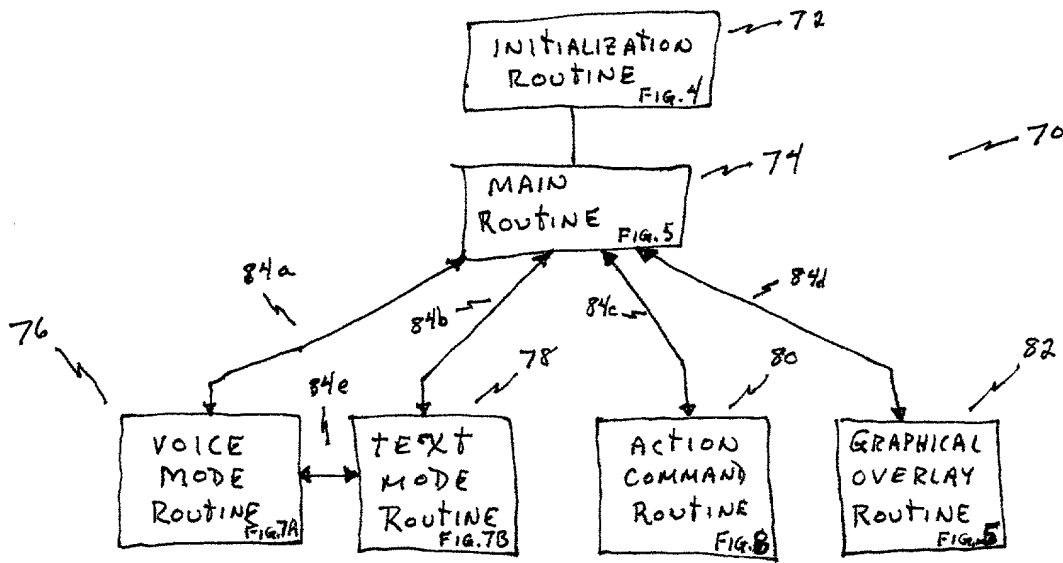 INITIALIZATION
ROUTINE
FIG. 4
72
70
MAIN
ROUTINE
FIG. 5
74
84a
84b
84c
84d
76
84e
78
80
82
VOICE
MODE
ROUTINE
FIG. 7A
TEXT
MODE
ROUTINE
FIG. 7B
ACTION
COMMAND
ROUTINE
FIG. 8
GRAPHICAL
OVERLAY
ROUTINE
FIG. 5